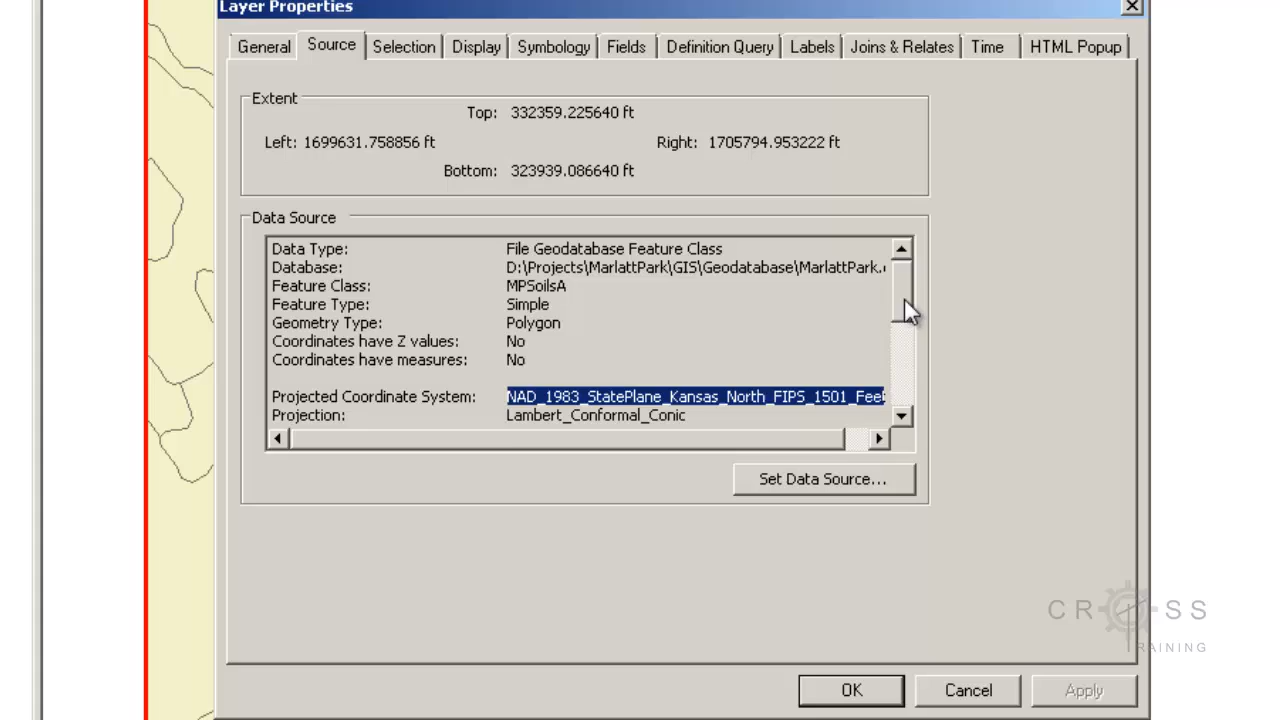 Layer Properties
General Source Selection Display Symbology Fields Definition Query Labels Joins & Relates Time HTML Popup
Extent
Top: 332359.225640 ft
Left: 1699631.758856 ft Right: 1705794.953222 ft
Bottom: 323939.086640 ft
Data Source
Data Type: File Geodatabase Feature Class
Database: D:\Projects\MarlattPark\GIS\Geodatabase\MarlattPark.
Feature Class: MPSoilsA
Feature Type: Simple
Geometry Type: Polygon
Coordinates have Z values: No
Coordinates have measures: No
Projected Coordinate System: NAD_1983_StatePlane_Kansas_North_FIPS_1501_Feet
Projection: Lambert_Conformal_Conic
Set Data Source...
CROSS
TRAINING
OK Cancel Apply